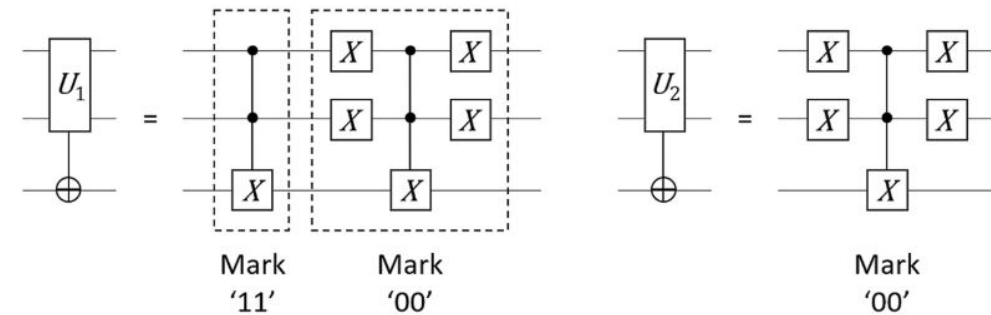 U₁
=
X X
X X
X X
Mark
'11'
Mark
'00'
U₂
=
X X
X X
X
Mark
'00'